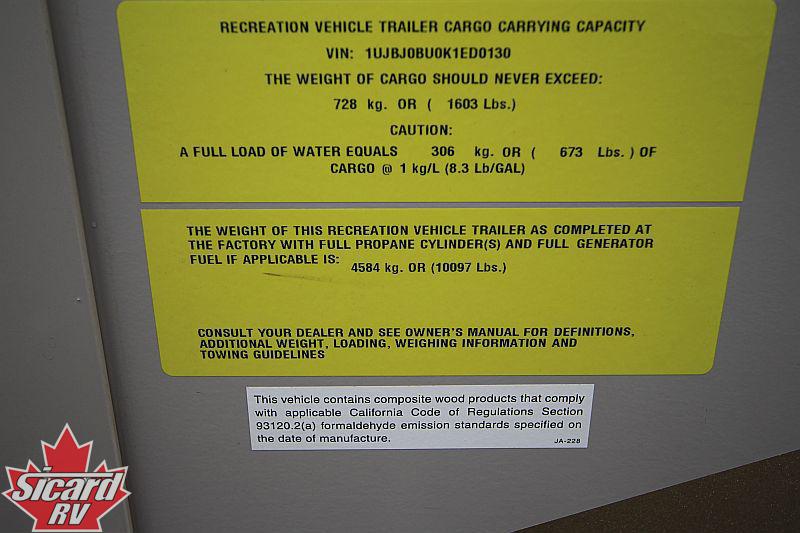 RECREATION VEHICLE TRAILER CARGO CARRYING CAPACITY
VIN: 1UJBJ0BU0K1ED0130
THE WEIGHT OF CARGO SHOULD NEVER EXCEED:
728 kg. OR ( 1603 Lbs.)
CAUTION:
A FULL LOAD OF WATER EQUALS 306 kg. OR ( 673 Lbs. ) OF
CARGO @ 1 kg/L (8.3 Lb/GAL)
THE WEIGHT OF THIS RECREATION VEHICLE TRAILER AS COMPLETED AT
THE FACTORY WITH FULL PROPANE CYLINDER(S) AND FULL GENERATOR
FUEL IF APPLICABLE IS: 4584 kg. OR (10097 Lbs.)
CONSULT YOUR DEALER AND SEE OWNER'S MANUAL FOR DEFINITIONS,
ADDITIONAL WEIGHT, LOADING, WEIGHING INFORMATION AND
TOWING GUIDELINES
This vehicle contains composite wood products that comply
with applicable California Code of Regulations Section
93120.2(a) formaldehyde emission standards specified on
the date of manufacture. JA-228
Sicard
RV